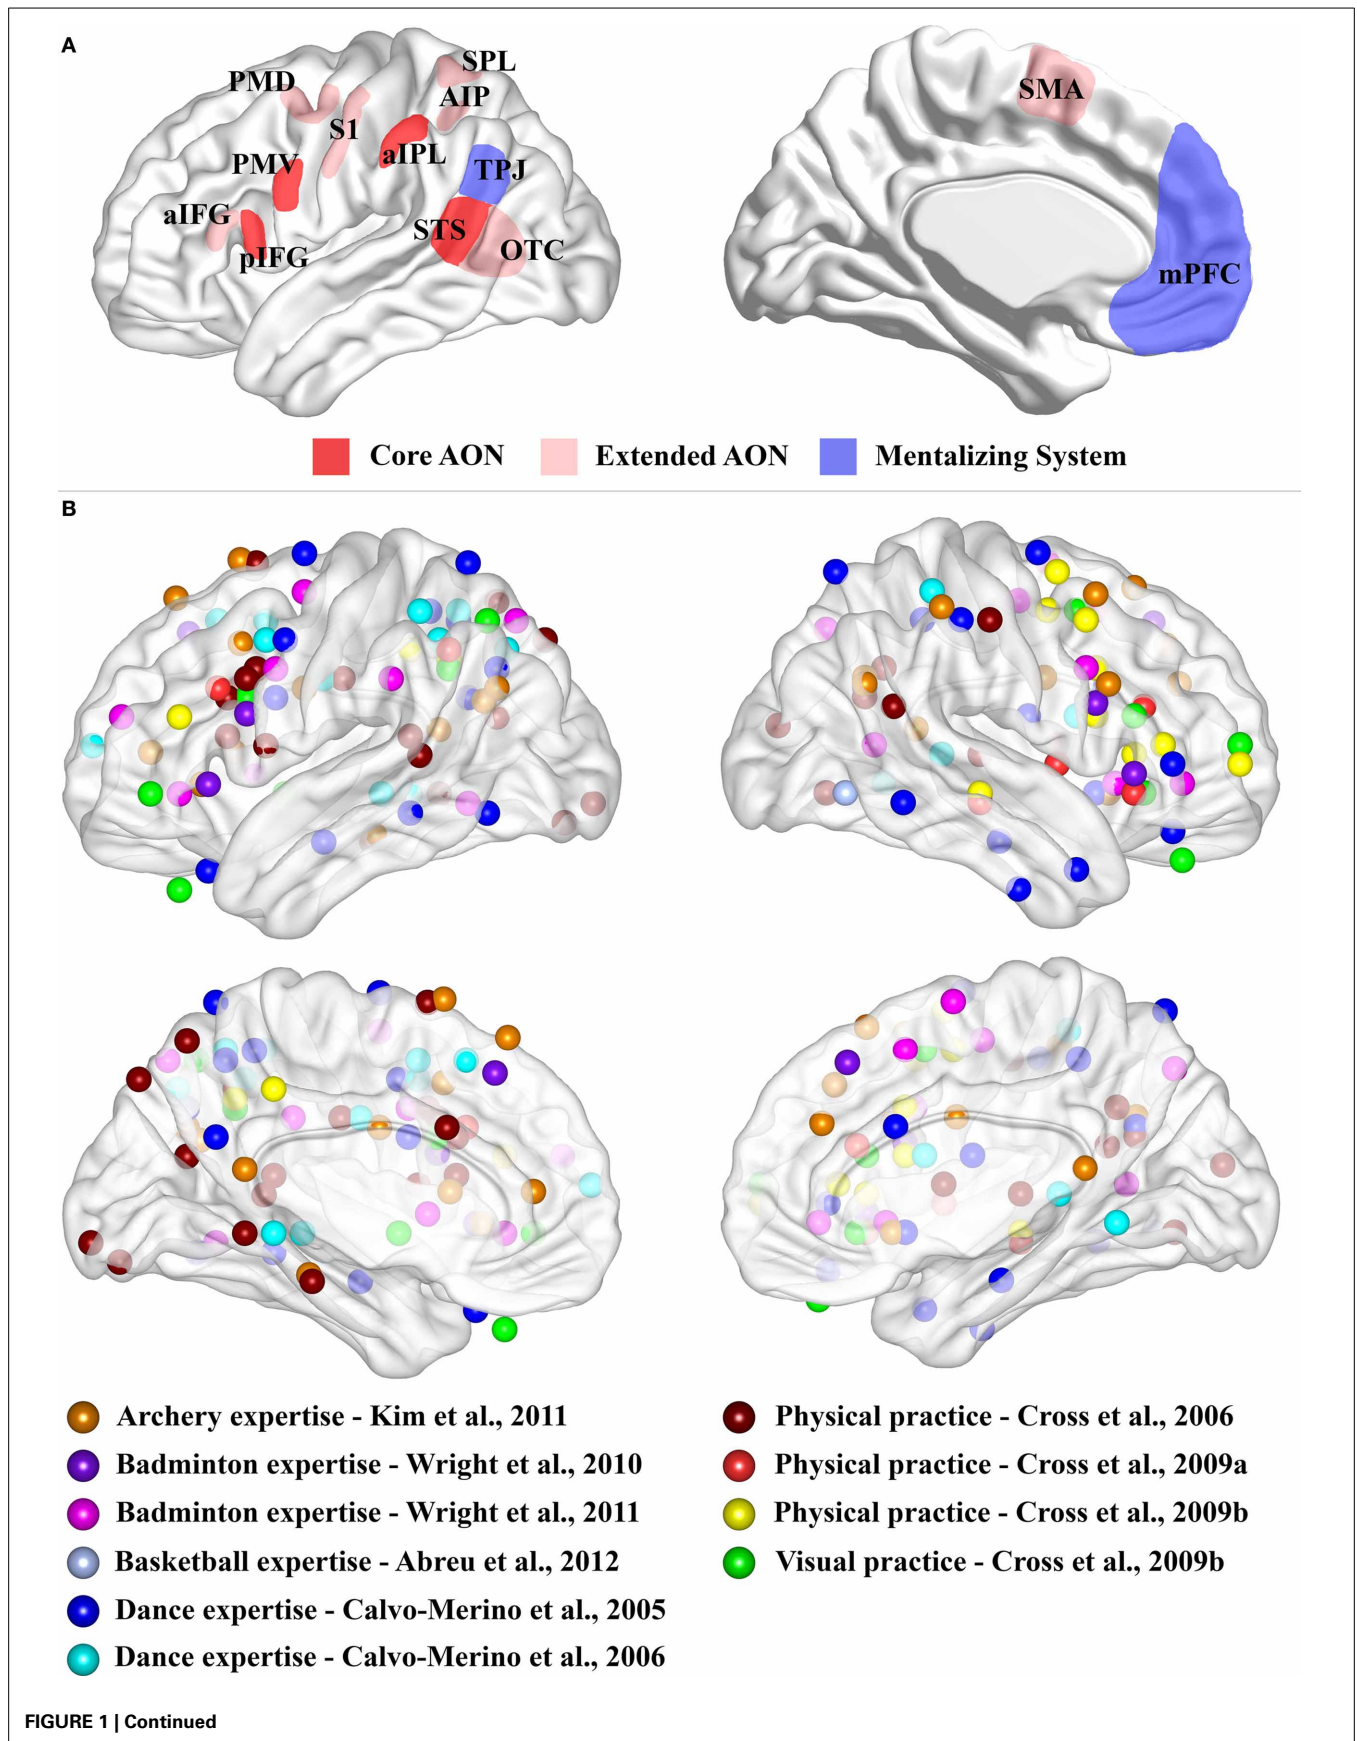 A
SPL
PMD
AIP
SMA
S1
aIPL
PMV
TPJ
aIFG
STS
OTC
pIFG
mPFC
Core AON
Extended AON
Mentalizing System
B
Archery expertise - Kim et al., 2011
Badminton expertise - Wright et al., 2010
Badminton expertise - Wright et al., 2011
Basketball expertise - Abreu et al., 2012
Dance expertise - Calvo-Merino et al., 2005
Dance expertise - Calvo-Merino et al., 2006
Physical practice - Cross et al., 2006
Physical practice - Cross et al., 2009a
Physical practice - Cross et al., 2009b
Visual practice - Cross et al., 2009b
FIGURE 1 | Continued